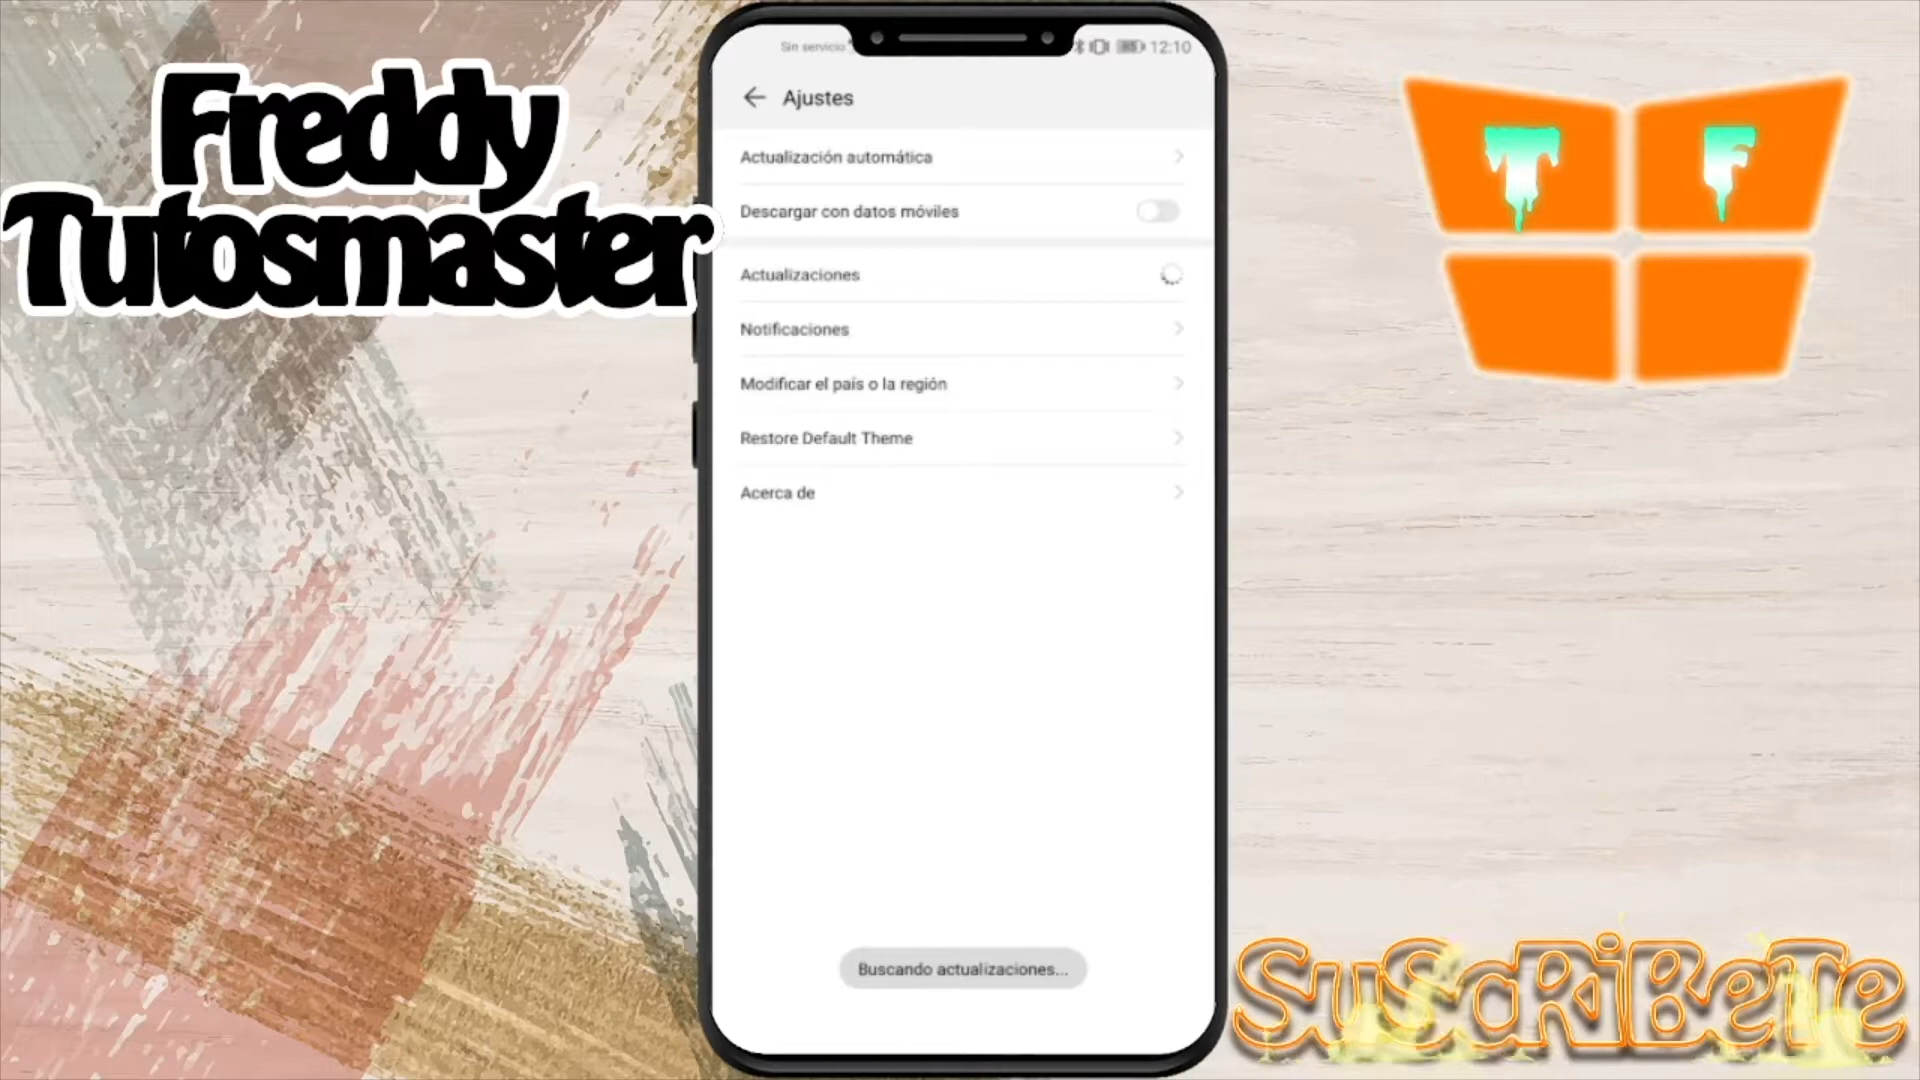 Freddy
Tutosmaster
Sin servicio
12:10
Ajustes
Actualización automática
Descargar con datos móviles
Actualizaciones
Notificaciones
Modificar el país o la región
Restore Default Theme
Acerca de
Buscando actualizaciones...
T F
SuScRiBeTe